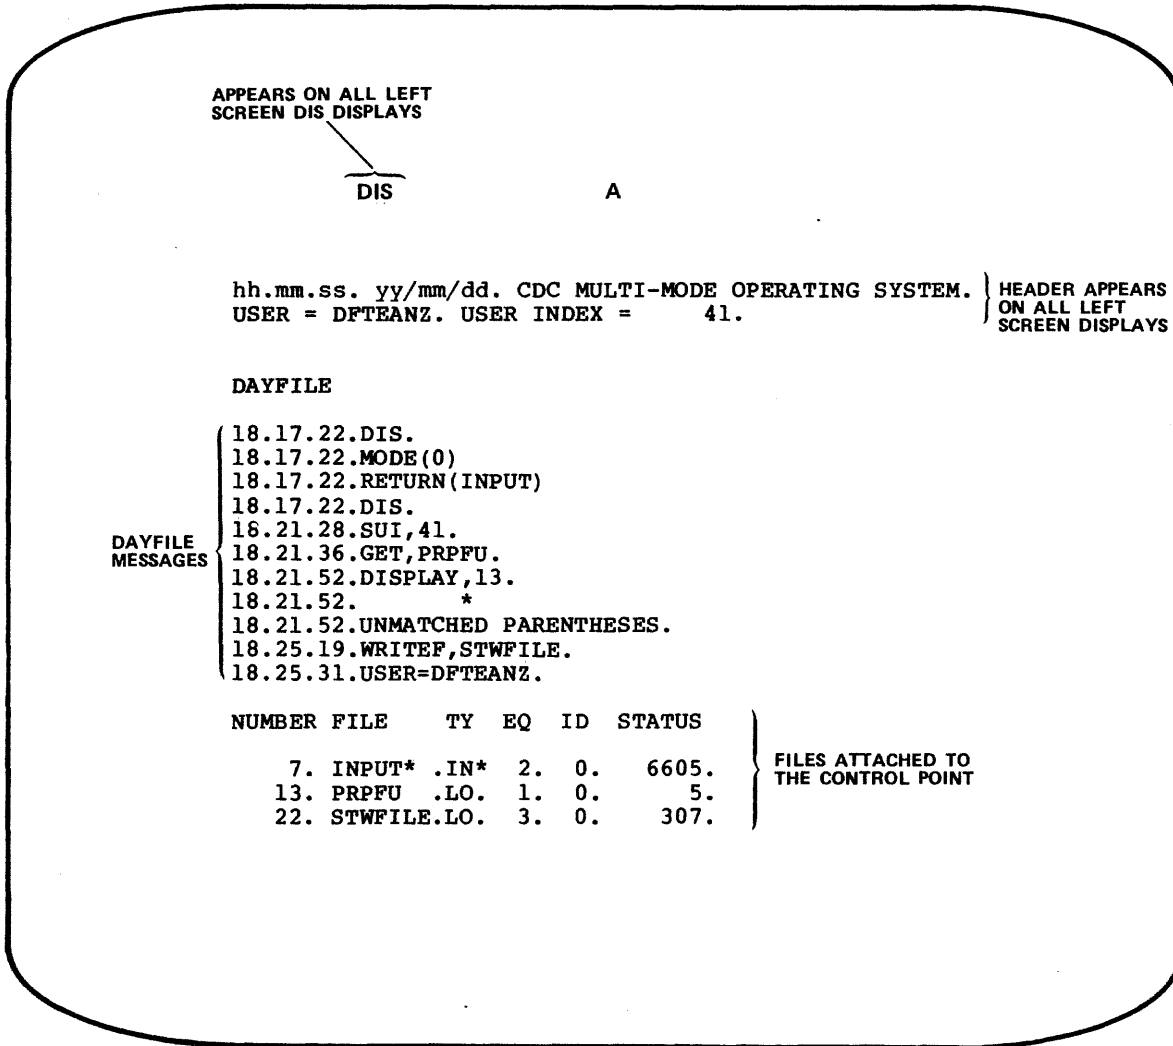 APPEARS ON ALL LEFT
SCREEN DIS DISPLAYS
DIS A
hh.mm.ss. yy/mm/dd. CDC MULTI-MODE OPERATING SYSTEM.
USER = DFTEANZ. USER INDEX = 41.
HEADER APPEARS
ON ALL LEFT
SCREEN DISPLAYS
DAYFILE
DAYFILE
MESSAGES
18.17.22.DIS.
18.17.22.MODE(0)
18.17.22.RETURN(INPUT)
18.17.22.DIS.
18.21.28.SUI,41.
18.21.36.GET,PRPFU.
18.21.52.DISPLAY,13.
18.21.52. *
18.21.52.UNMATCHED PARENTHESES.
18.25.19.WRITEF,STWFILE.
18.25.31.USER=DFTEANZ.
NUMBER FILE TY EQ ID STATUS
7. INPUT* .IN* 2. 0. 6605.
13. PRPFU .LO. 1. 0. 5.
22. STWFILE.LO. 3. 0. 307.
FILES ATTACHED TO
THE CONTROL POINT